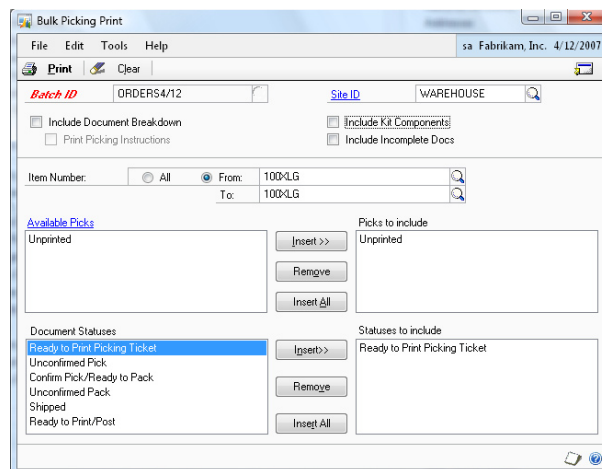 Bulk Picking Print
File Edit Tools Help sa Fabrikam, Inc. 4/12/2007
Print Clear
Batch ID ORDERS4/12 Site ID WAREHOUSE
Include Document Breakdown Include Kit Components
Print Picking Instructions Include Incomplete Docs
Item Number: All From: 100XLG
To: 100XLG
Available Picks Picks to include
Unprinted Insert >> Unprinted
Remove
Insert All
Document Statuses Statuses to include
Ready to Print Picking Ticket Insert>> Ready to Print Picking Ticket
Unconfirmed Pick
Confirm Pick/Ready to Pack
Unconfirmed Pack Remove
Shipped
Ready to Print/Post Insert All